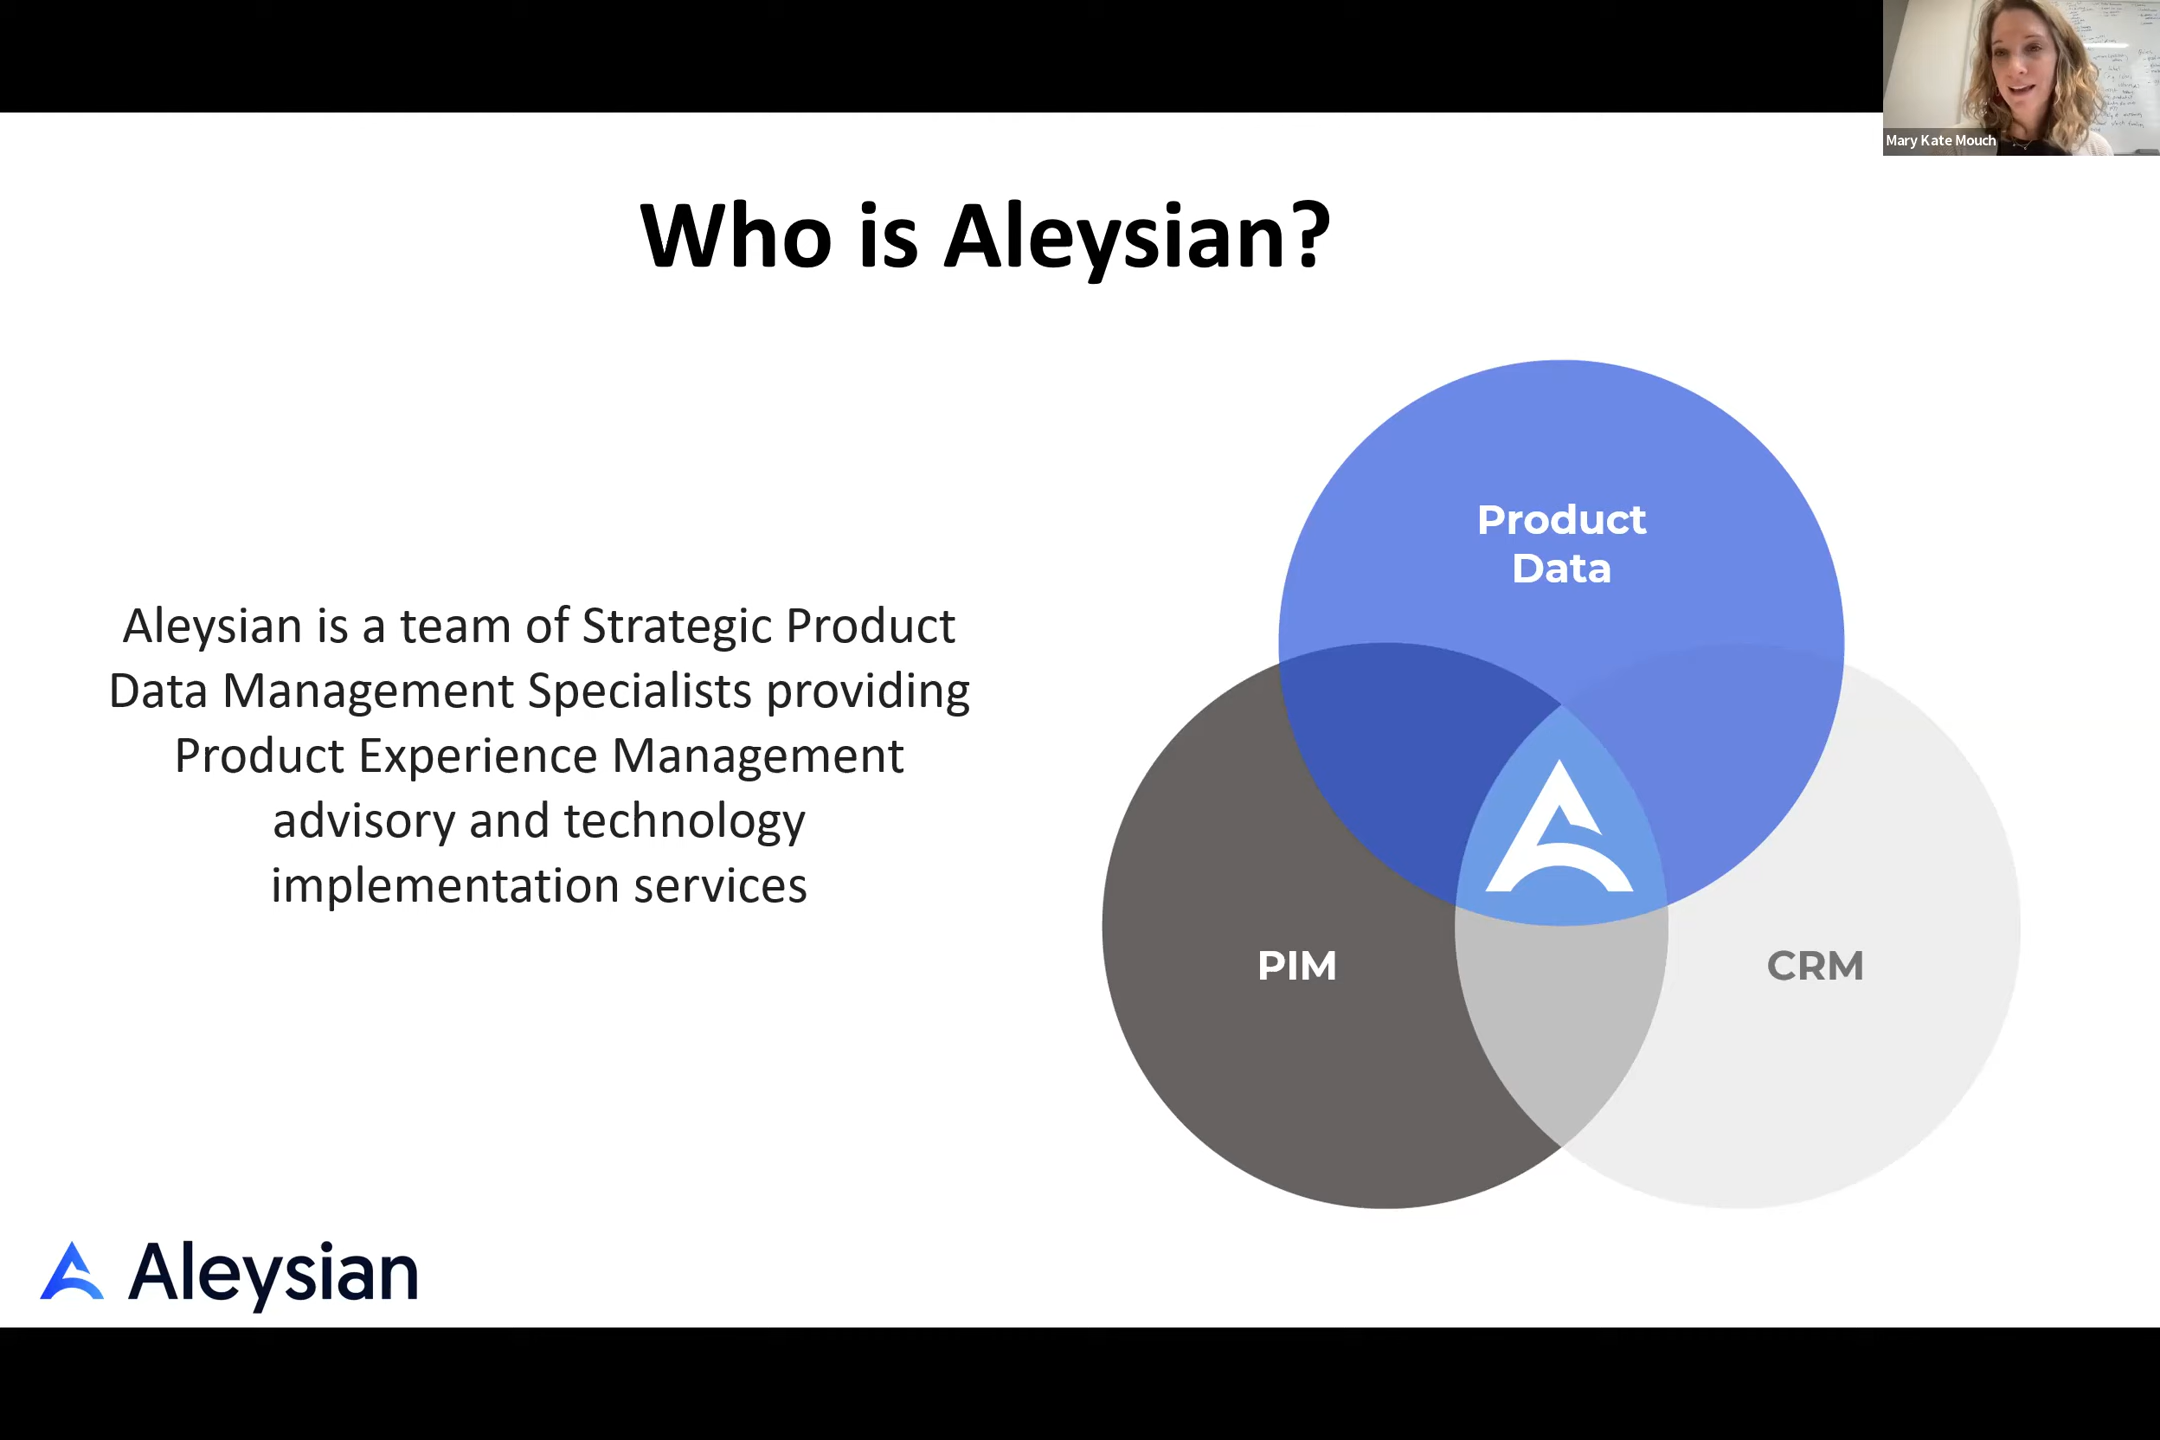 Mary Kate Mouch
Who is Aleysian?
Aleysian is a team of Strategic Product
Data Management Specialists providing
Product Experience Management
advisory and technology
implementation services
Product
Data
PIM
CRM
Aleysian